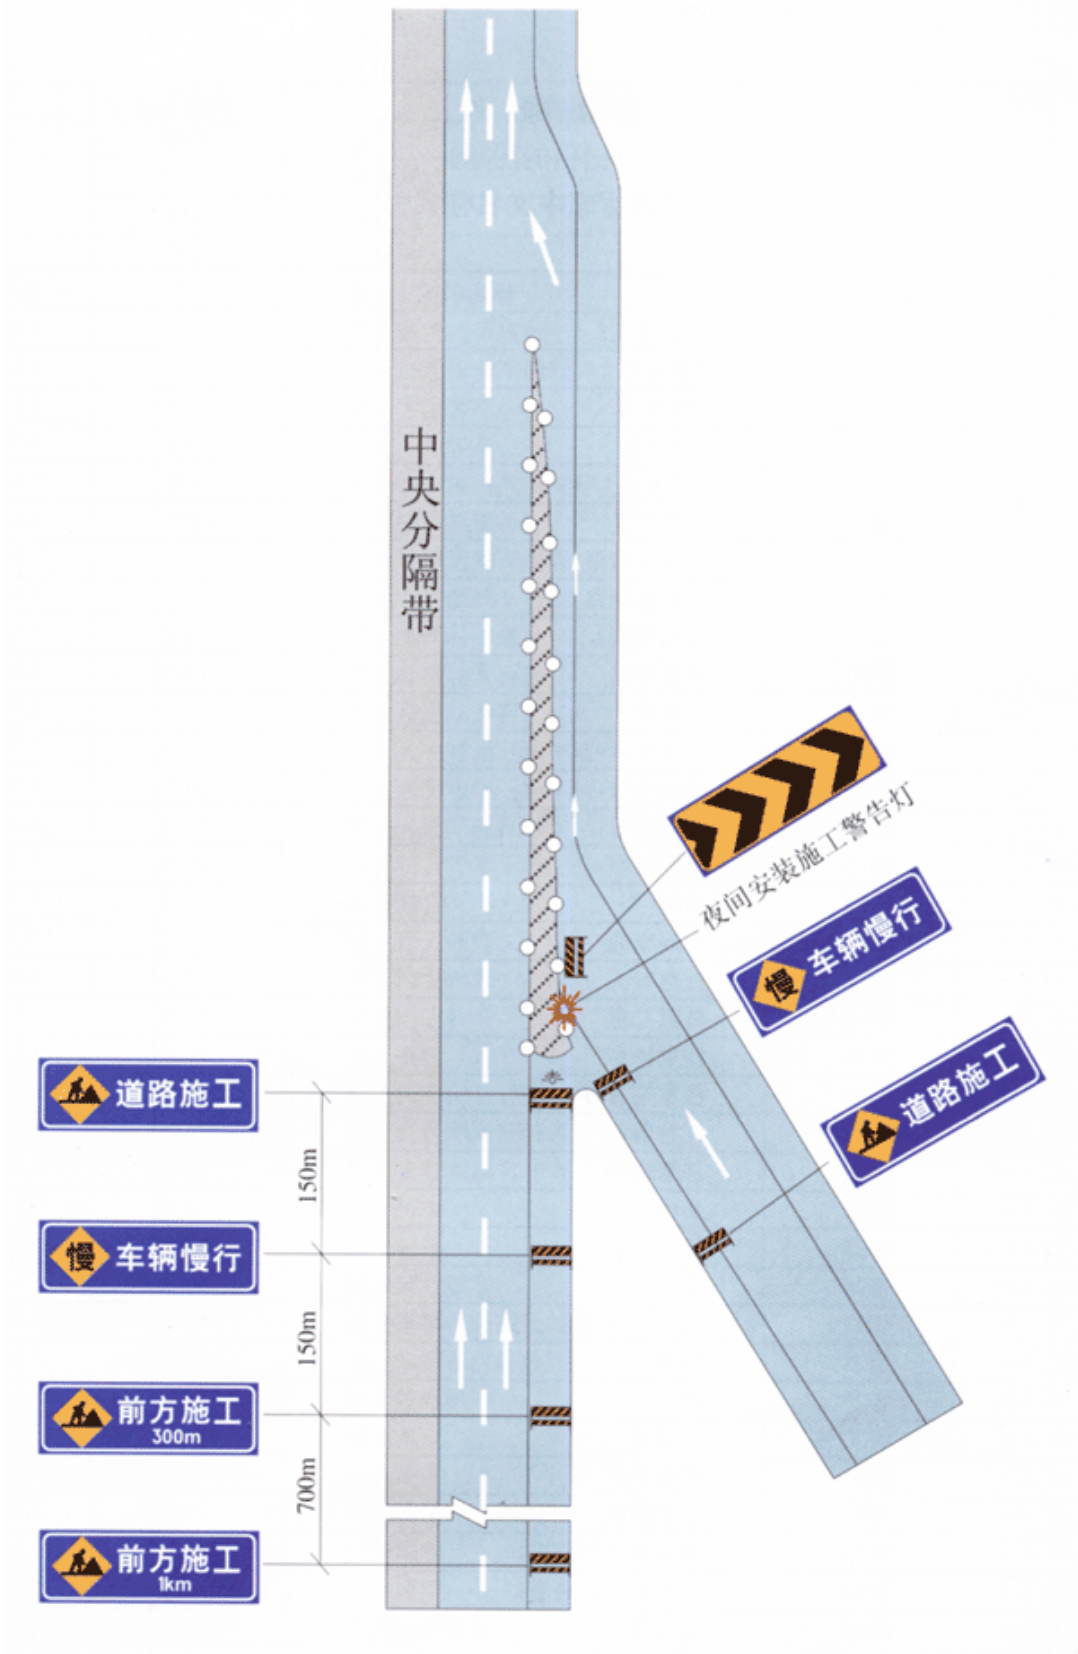 中央分隔带
夜间安装施工警告灯
慢 车辆慢行
道路施工
道路施工
150m
慢 车辆慢行
150m
前方施工
300m
700m
前方施工
1km